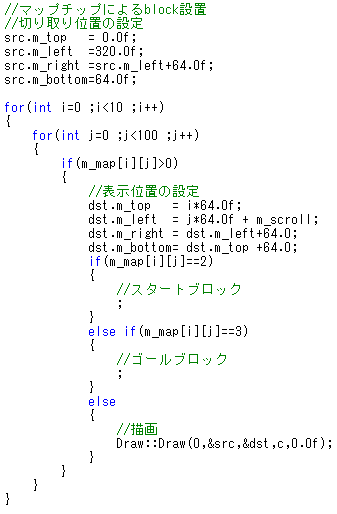 //マップチップによるblock設置
//切り取り位置の設定
src.m_top   = 0.0f;
src.m_left  =320.0f;
src.m_right =src.m_left+64.0f;
src.m_bottom=64.0f;

for(int i=0 ;i<10 ;i++)
{
    for(int j=0 ;j<100 ;j++)
    {
        if(m_map[i][j]>0)
        {
            //表示位置の設定
            dst.m_top   = i*64.0f;
            dst.m_left  = j*64.0f + m_scroll;
            dst.m_right = dst.m_left+64.0;
            dst.m_bottom= dst.m_top +64.0;
            if(m_map[i][j]==2)
            {
                //スタートブロック
                ;
            }
            else if(m_map[i][j]==3)
            {
                //ゴールブロック
                ;
            }
            else
            {
                //描画
                Draw::Draw(0,&src,&dst,c,0.0f);
            }
        }
    }
}